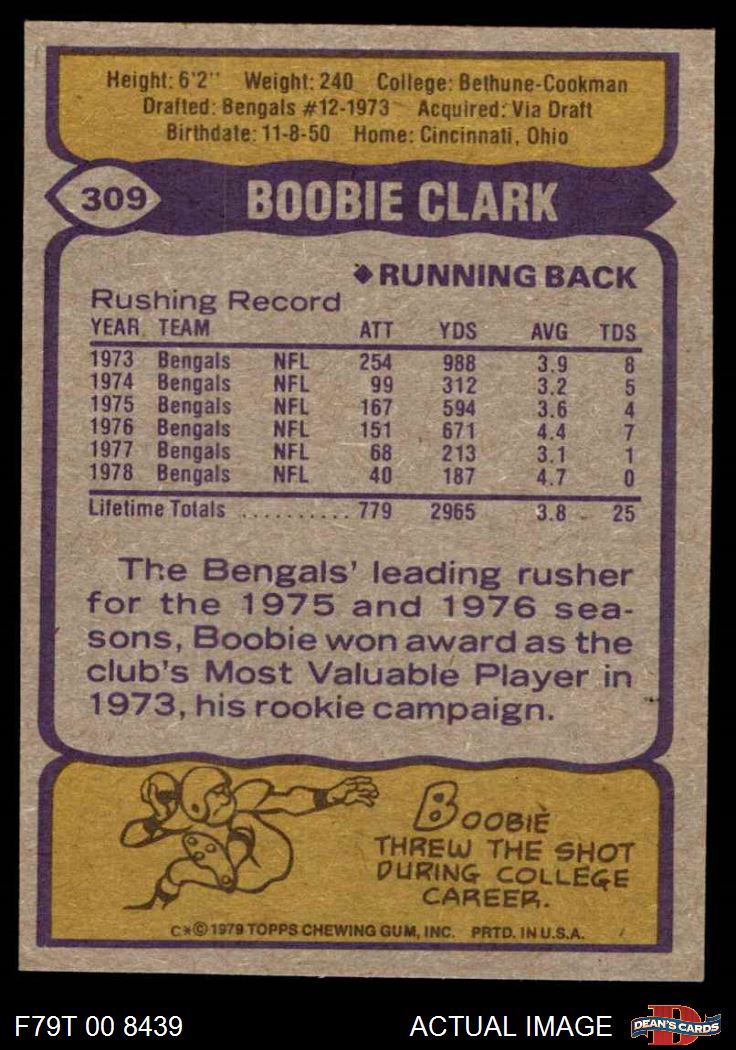 Height: 6'2" Weight: 240 College: Bethune-Cookman
Drafted: Bengals #12-1973 Acquired: Via Draft
Birthdate: 11-8-50 Home: Cincinnati, Ohio
309 BOOBIE CLARK
RUNNING BACK
Rushing Record
YEAR TEAM ATT YDS AVG TDS
1973 Bengals NFL 254 988 3.9 8
1974 Bengals NFL 99 312 3.2 5
1975 Bengals NFL 167 594 3.6 4
1976 Bengals NFL 151 671 4.4 7
1977 Bengals NFL 68 213 3.1 1
1978 Bengals NFL 40 187 4.7 0
Lifetime Totals .......... 779 2965 3.8 25
The Bengals' leading rusher
for the 1975 and 1976 sea-
sons, Boobie won award as the
club's Most Valuable Player in
1973, his rookie campaign.
BOOBIE
THREW THE SHOT
DURING COLLEGE
CAREER.
C*© 1979 TOPPS CHEWING GUM, INC. PRTD. IN U.S.A.
F79T 00 8439 ACTUAL IMAGE D DEAN'S CARDS